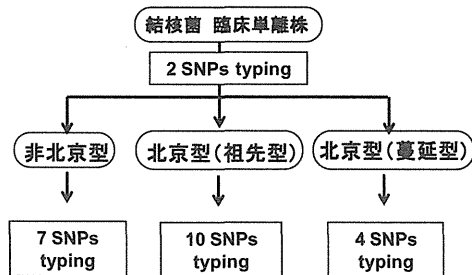 結核菌 臨床単離株
2 SNPs typing
非北京型
北京型(祖先型)
北京型(蔓延型)
7 SNPs
typing
10 SNPs
typing
4 SNPs
typing